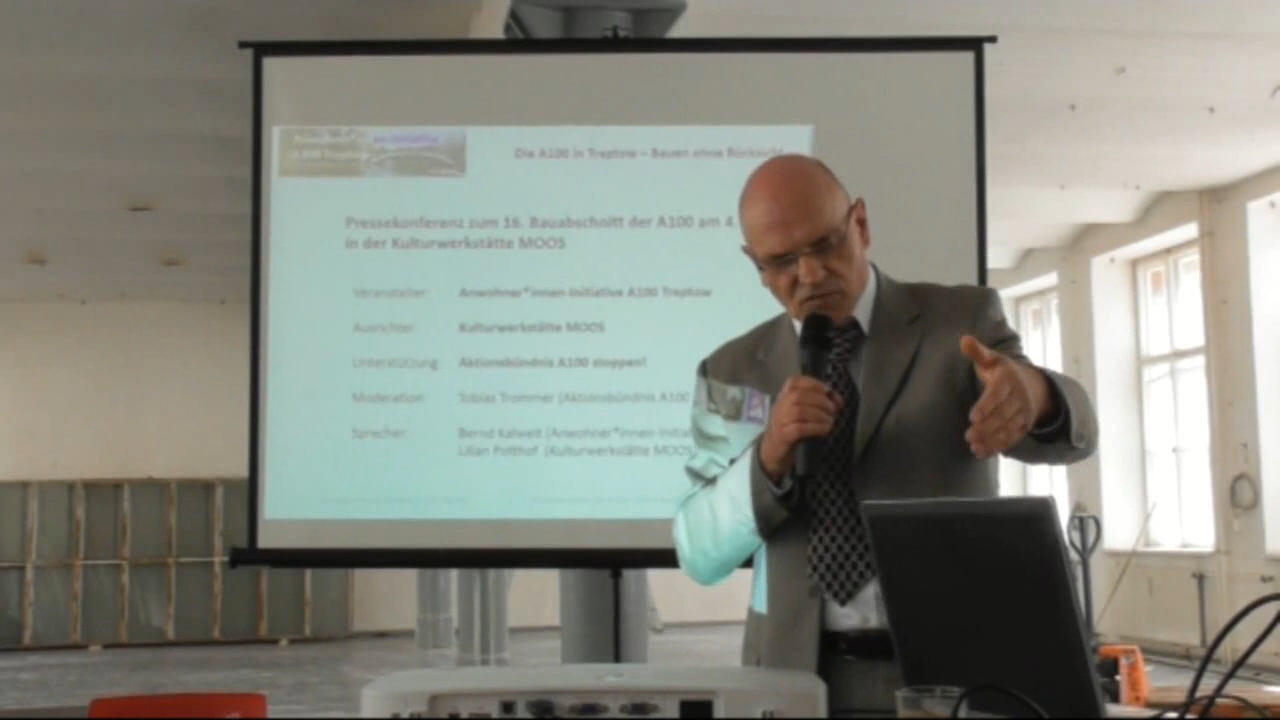 Die A100 in Treptow – Bauen ohne Rücksicht
Pressekonferenz zum 16. Bauabschnitt der A100 am 4.
in der Kulturwerkstätte MOOS
Veranstalter: Anwohner*innen-Initiative A100 Treptow
Ausrichter: Kulturwerkstätte MOOS
Unterstützung: Aktionsbündnis A100 stoppen!
Moderation: Tobias Trommer (Aktionsbündnis A100
Sprecher: Bernd Kalweit (Anwohner*innen-Initia
Lilian Potthof (Kulturwerkstätte MOOS